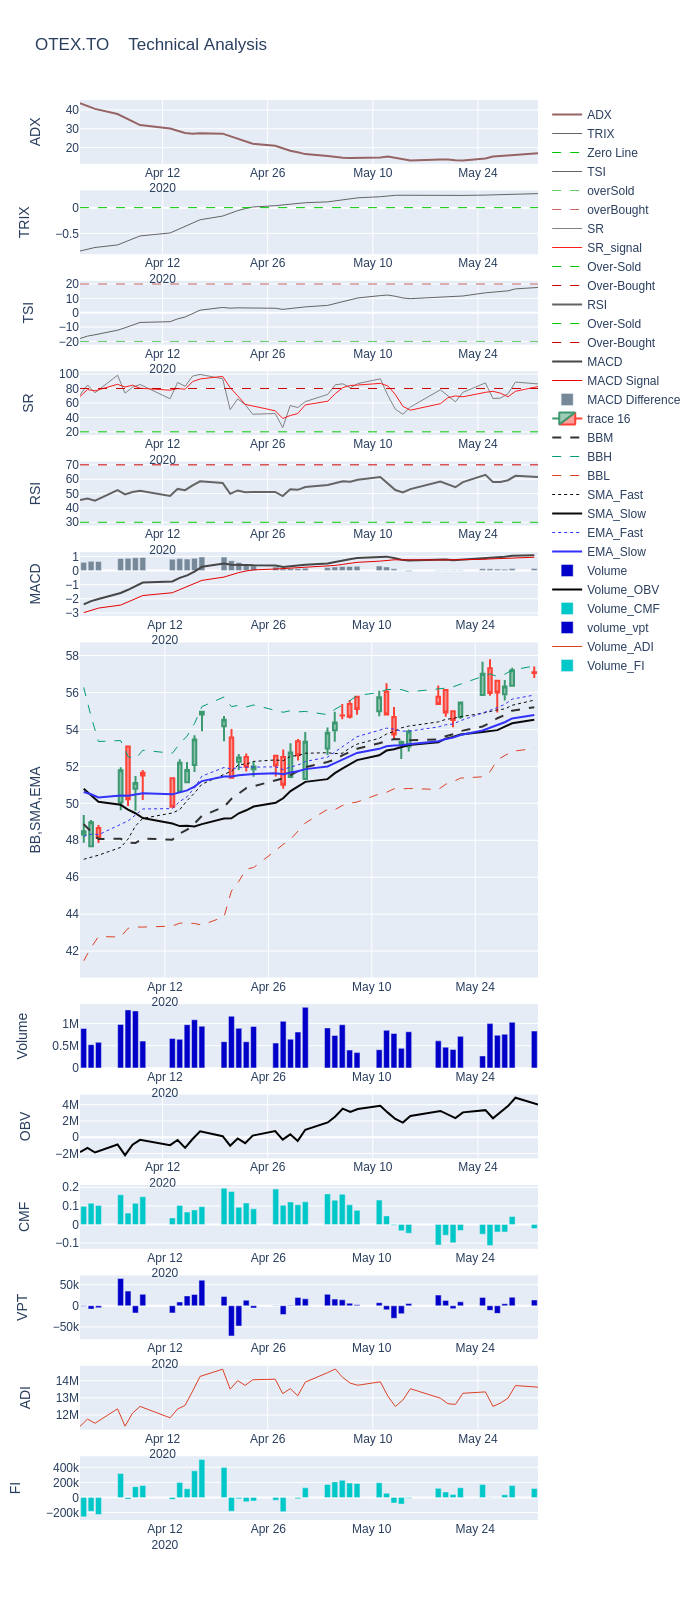 OTEX.TO    Technical Analysis
ADX
40
30
20
Apr 12
2020
Apr 26
May 10
May 24
TRIX
0
−0.5
Apr 12
2020
Apr 26
May 10
May 24
TSI
20
10
0
−10
−20
Apr 12
2020
Apr 26
May 10
May 24
SR
100
80
60
40
20
Apr 12
2020
Apr 26
May 10
May 24
RSI
70
60
50
40
30
Apr 12
2020
Apr 26
May 10
May 24
MACD
1
0
−1
−2
−3
Apr 12
2020
Apr 26
May 10
May 24
BB,SMA,EMA
58
56
54
52
50
48
46
44
42
Apr 12
2020
Apr 26
May 10
May 24
Volume
1M
0.5M
0
Apr 12
2020
Apr 26
May 10
May 24
OBV
4M
2M
0
−2M
Apr 12
2020
Apr 26
May 10
May 24
CMF
0.2
0.1
0
−0.1
Apr 12
2020
Apr 26
May 10
May 24
VPT
50k
0
−50k
Apr 12
2020
Apr 26
May 10
May 24
ADI
14M
13M
12M
Apr 12
2020
Apr 26
May 10
May 24
FI
400k
200k
0
−200k
Apr 12
2020
Apr 26
May 10
May 24
ADX
TRIX
Zero Line
TSI
overSold
overBought
SR
SR_signal
Over-Sold
Over-Bought
RSI
Over-Sold
Over-Bought
MACD
MACD Signal
MACD Difference
trace 16
BBM
BBH
BBL
SMA_Fast
SMA_Slow
EMA_Fast
EMA_Slow
Volume
Volume_OBV
Volume_CMF
volume_vpt
Volume_ADI
Volume_FI